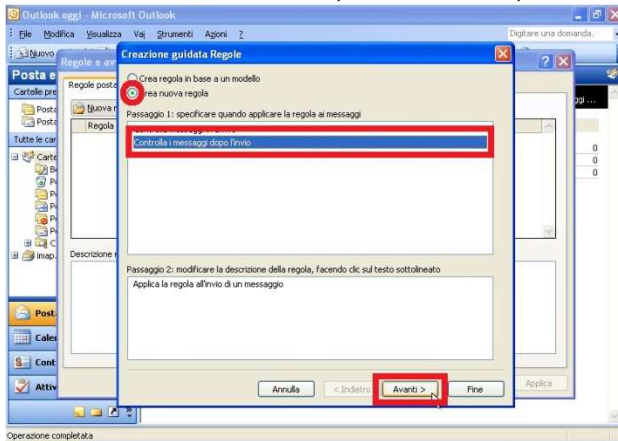 Outlook oggi - Microsoft Outlook
File Modifica Visualizza Vai Strumenti Azioni ?
Digitare una domanda.
Nuovo
Posta e
Regole e av
Creazione guidata Regole
Cartelle pre
Regole posta
Crea regola in base a un modello
Crea nuova regola
Posta
Posta
Nuova r
Regola
Passaggio 1: specificare quando applicare la regola ai messaggi
Tutte le car
Controlla i messaggi dopo l'invio
0
0
0
Carte
imap.
Descrizione
Passaggio 2: modificare la descrizione della regola, facendo clic sul testo sottolineato
Applica la regola all'invio di un messaggio
Post
Caler
Cont
Attiv
Annulla
< Indietro
Avanti >
Fine
Applica
Operazione completata